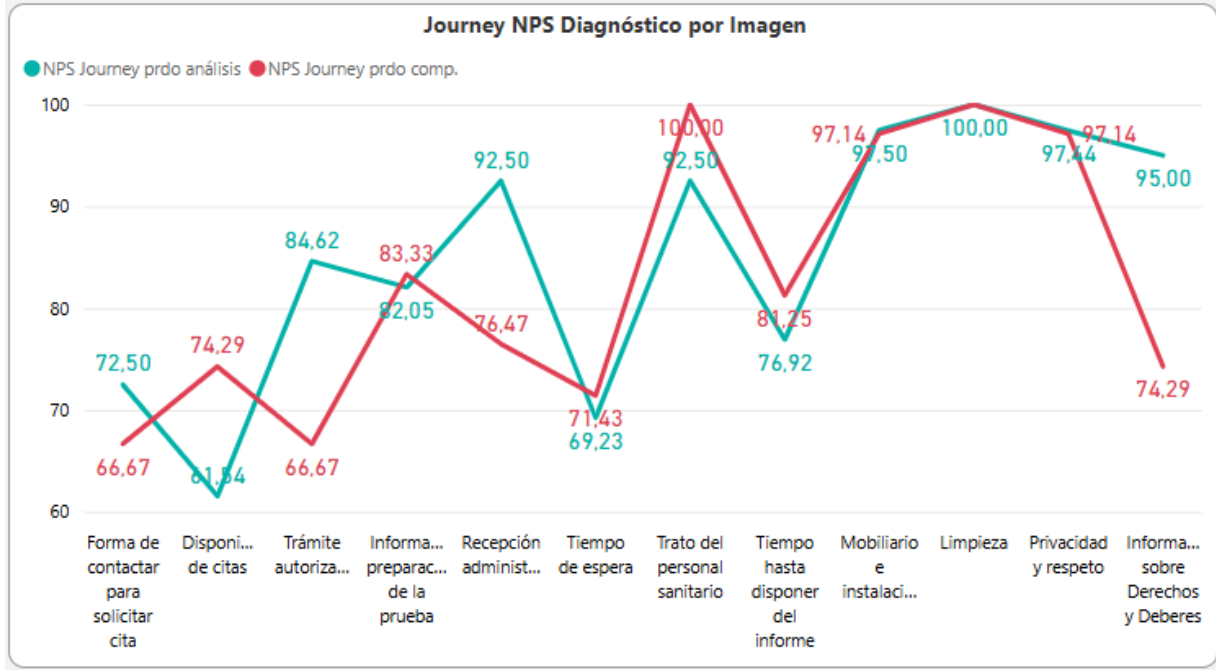 Journey NPS Diagnóstico por Imagen
NPS Journey prdo análisis NPS Journey prdo comp.
100
90
80
70
60
72,50
66,67
74,29
61,54
84,62
66,67
83,33
82,05
92,50
76,47
71,43
69,23
100,00
92,50
81,25
76,92
97,14
97,50
100,00
97,14
97,44
95,00
74,29
Forma de
contactar
para
solicitar
cita
Disponi...
de citas
Trámite
autoriza...
Informa...
preparac...
de la
prueba
Recepción
administ...
Tiempo
de espera
Trato del
personal
sanitario
Tiempo
hasta
disponer
del
informe
Mobiliario
e
instalaci...
Limpieza
Privacidad
y respeto
Informa...
sobre
Derechos
y Deberes